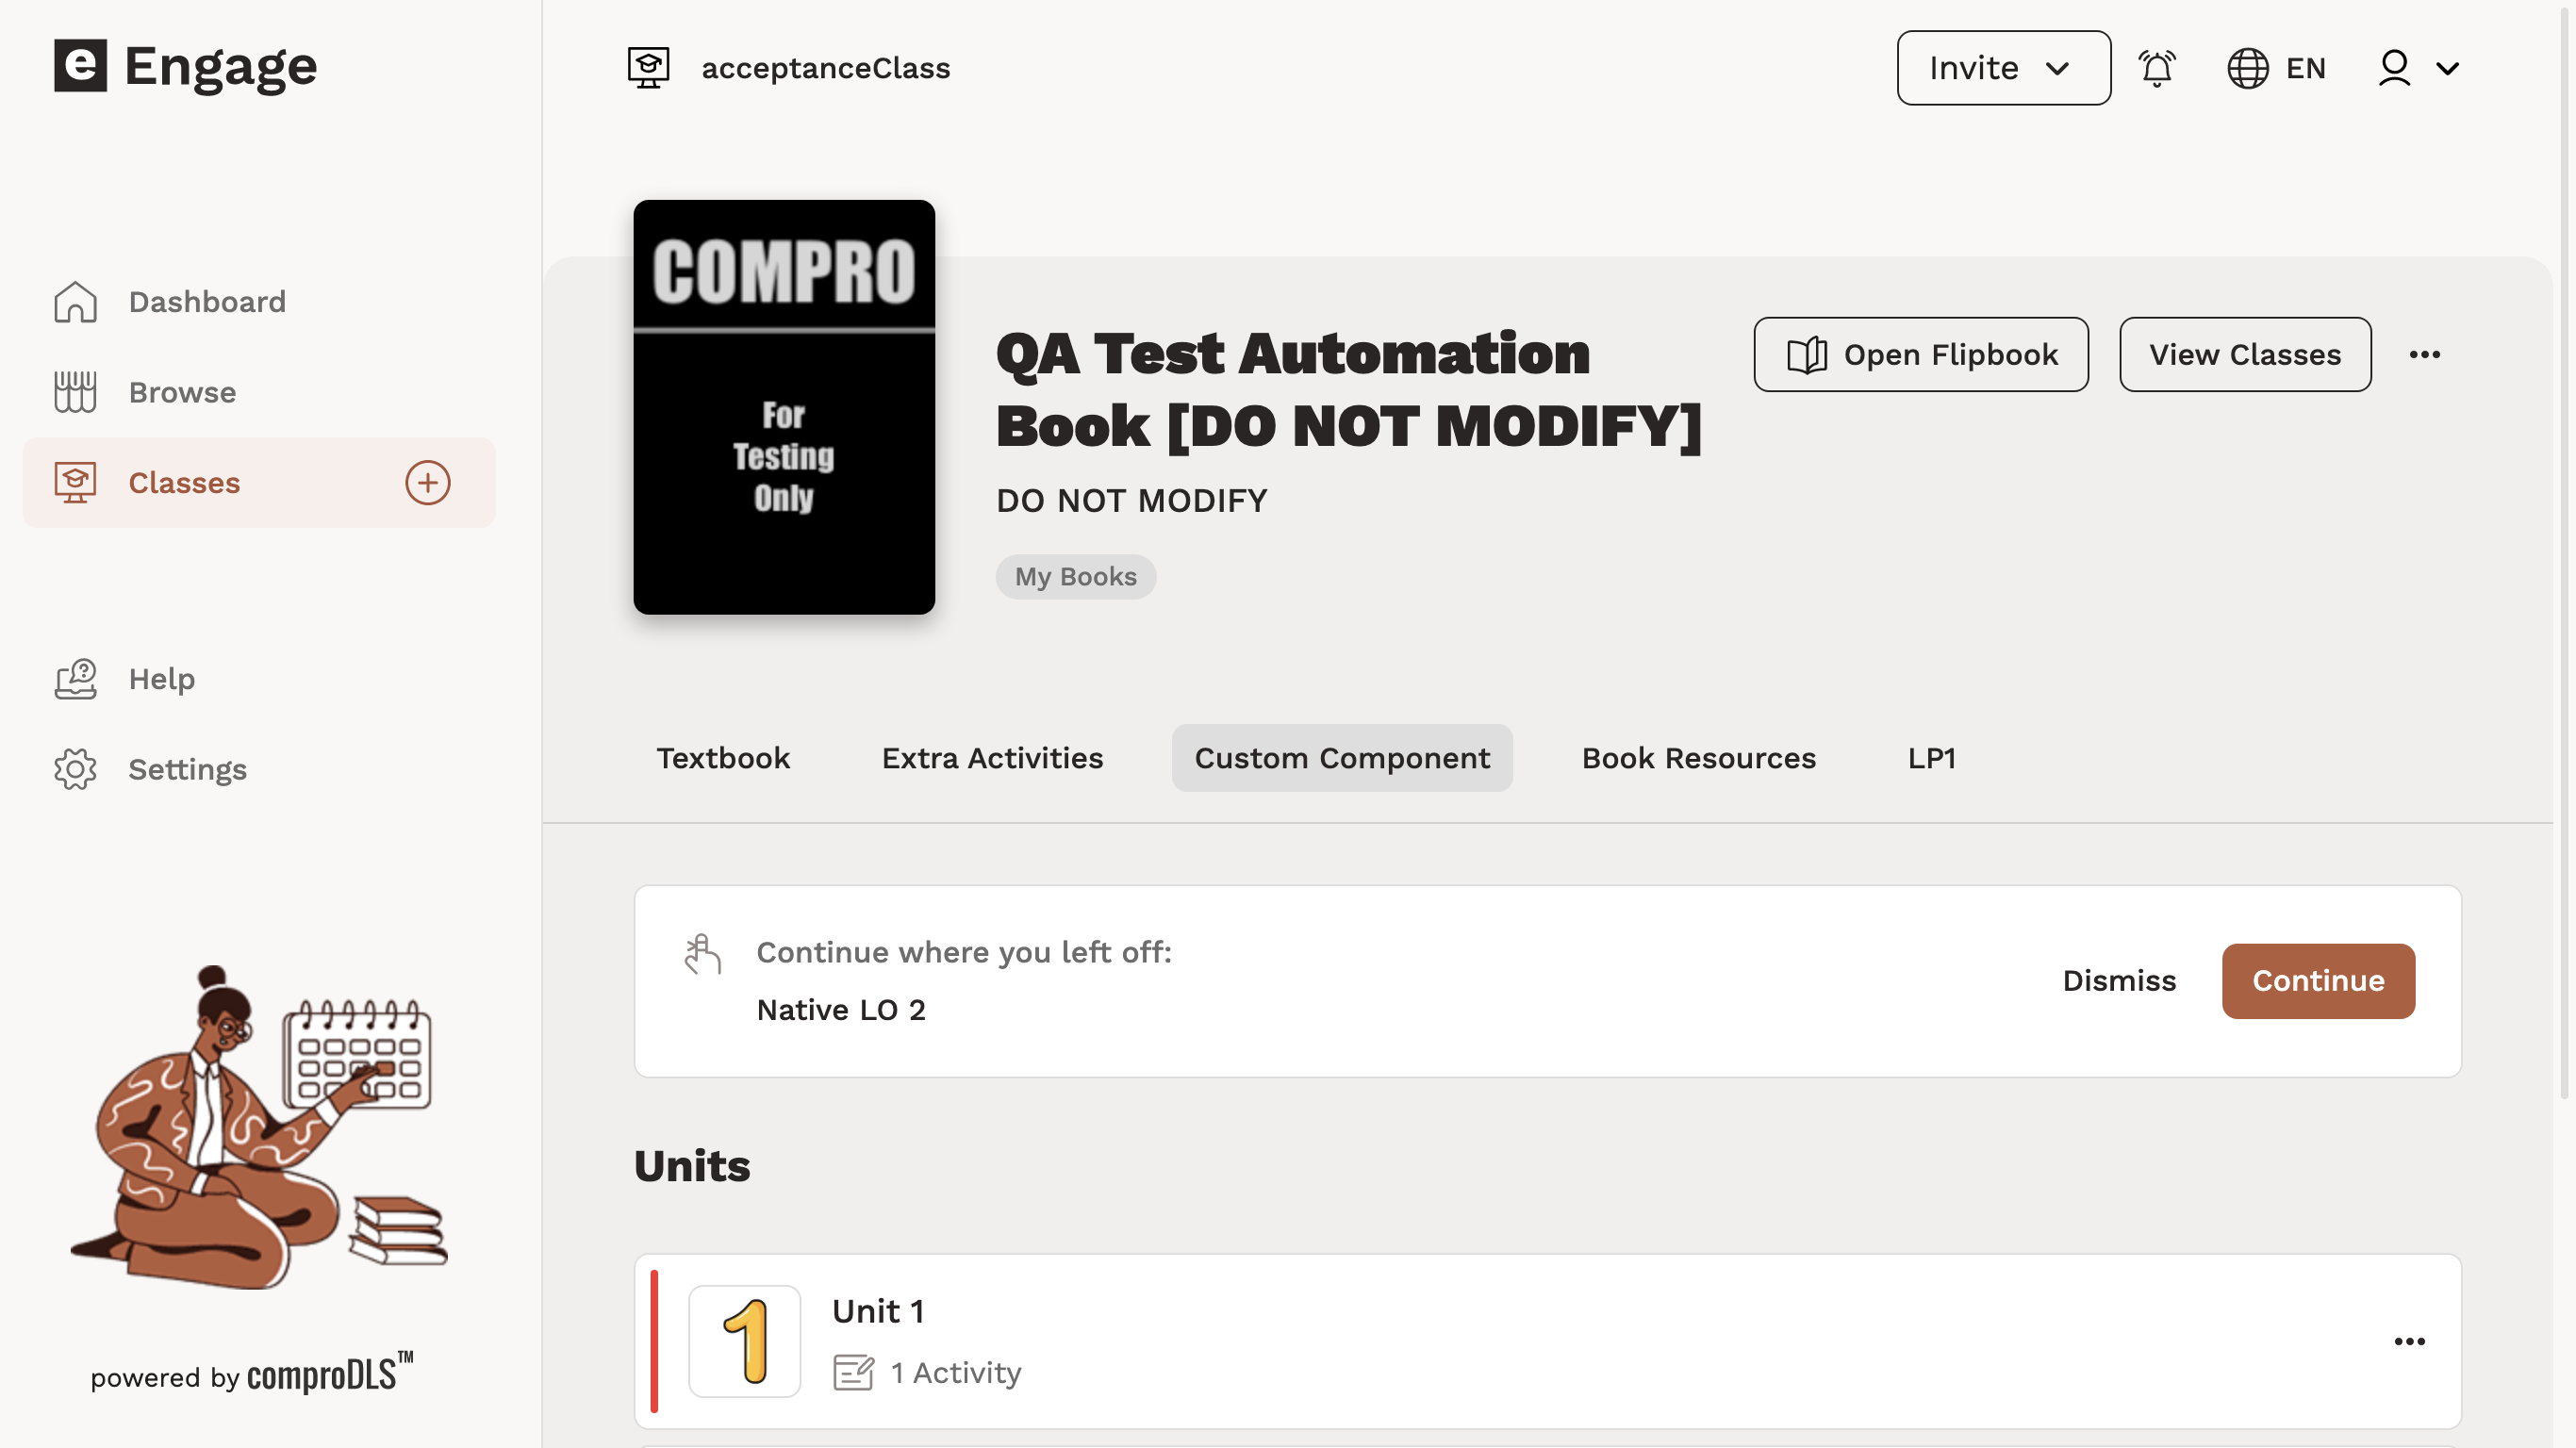 e Engage
acceptanceClass
Invite
EN
Dashboard
Browse
Classes
Help
Settings
powered by comproDLS™
COMPRO
For
Testing
Only
QA Test Automation
Book [DO NOT MODIFY]
DO NOT MODIFY
My Books
Open Flipbook
View Classes
Textbook
Extra Activities
Custom Component
Book Resources
LP1
Continue where you left off:
Native LO 2
Dismiss
Continue
Units
1
Unit 1
1 Activity